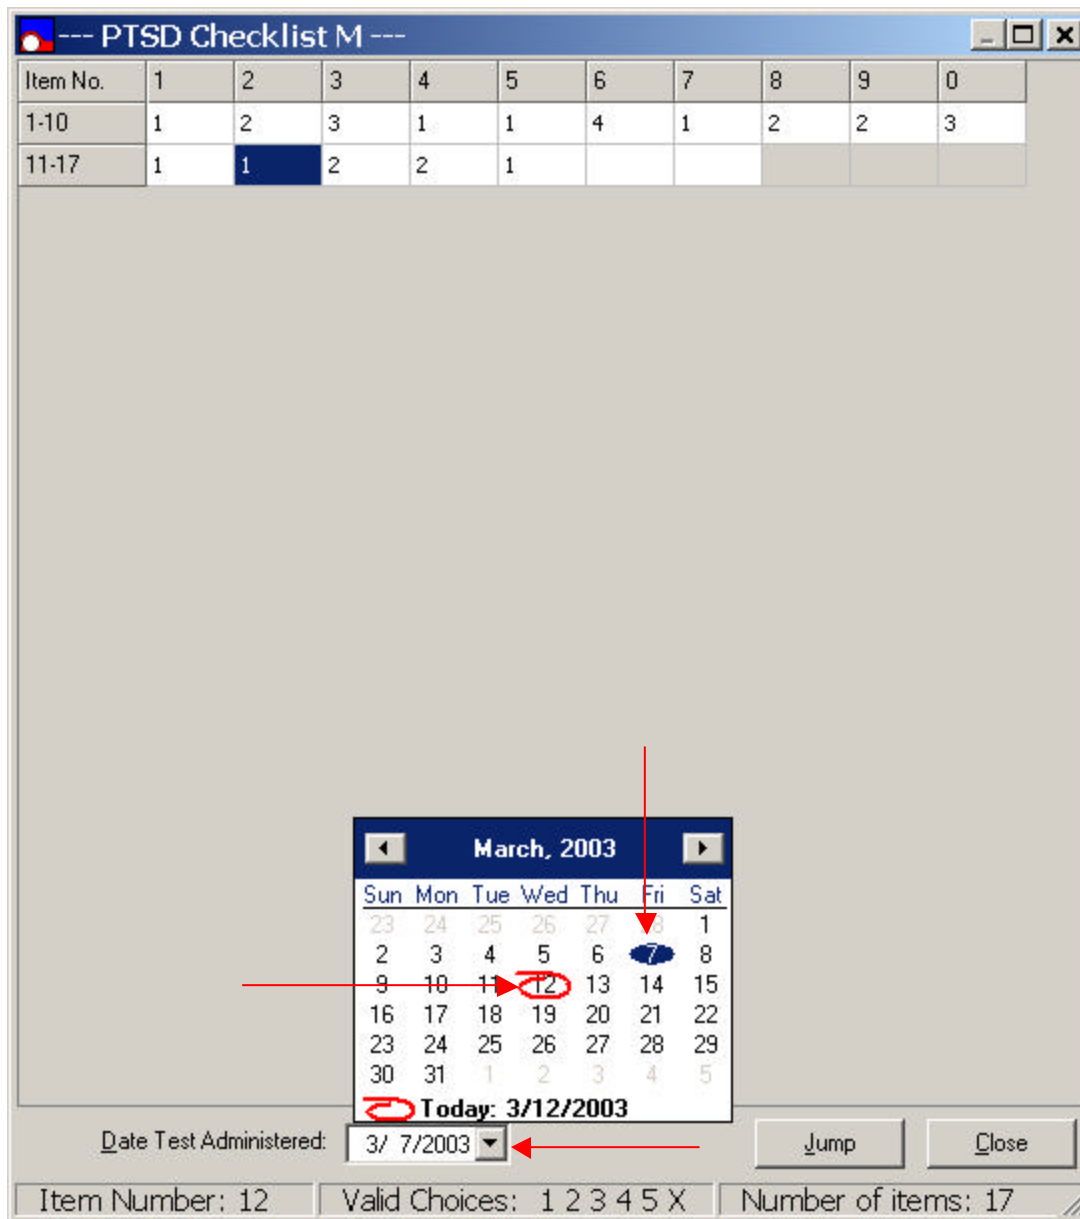 --- PTSD Checklist M ---
Item No. 1 2 3 4 5 6 7 8 9 0
1-10 1 2 3 1 1 4 1 2 2 3
11-17 1 1 2 2 1
March, 2003
Sun Mon Tue Wed Thu Fri Sat
23 24 25 26 27 28 1
2 3 4 5 6 7 8
9 10 11 12 13 14 15
16 17 18 19 20 21 22
23 24 25 26 27 28 29
30 31 1 2 3 4 5
Today: 3/12/2003
Date Test Administered: 3/ 7/2003 Jump Close
Item Number: 12 Valid Choices: 1 2 3 4 5 X Number of items: 17